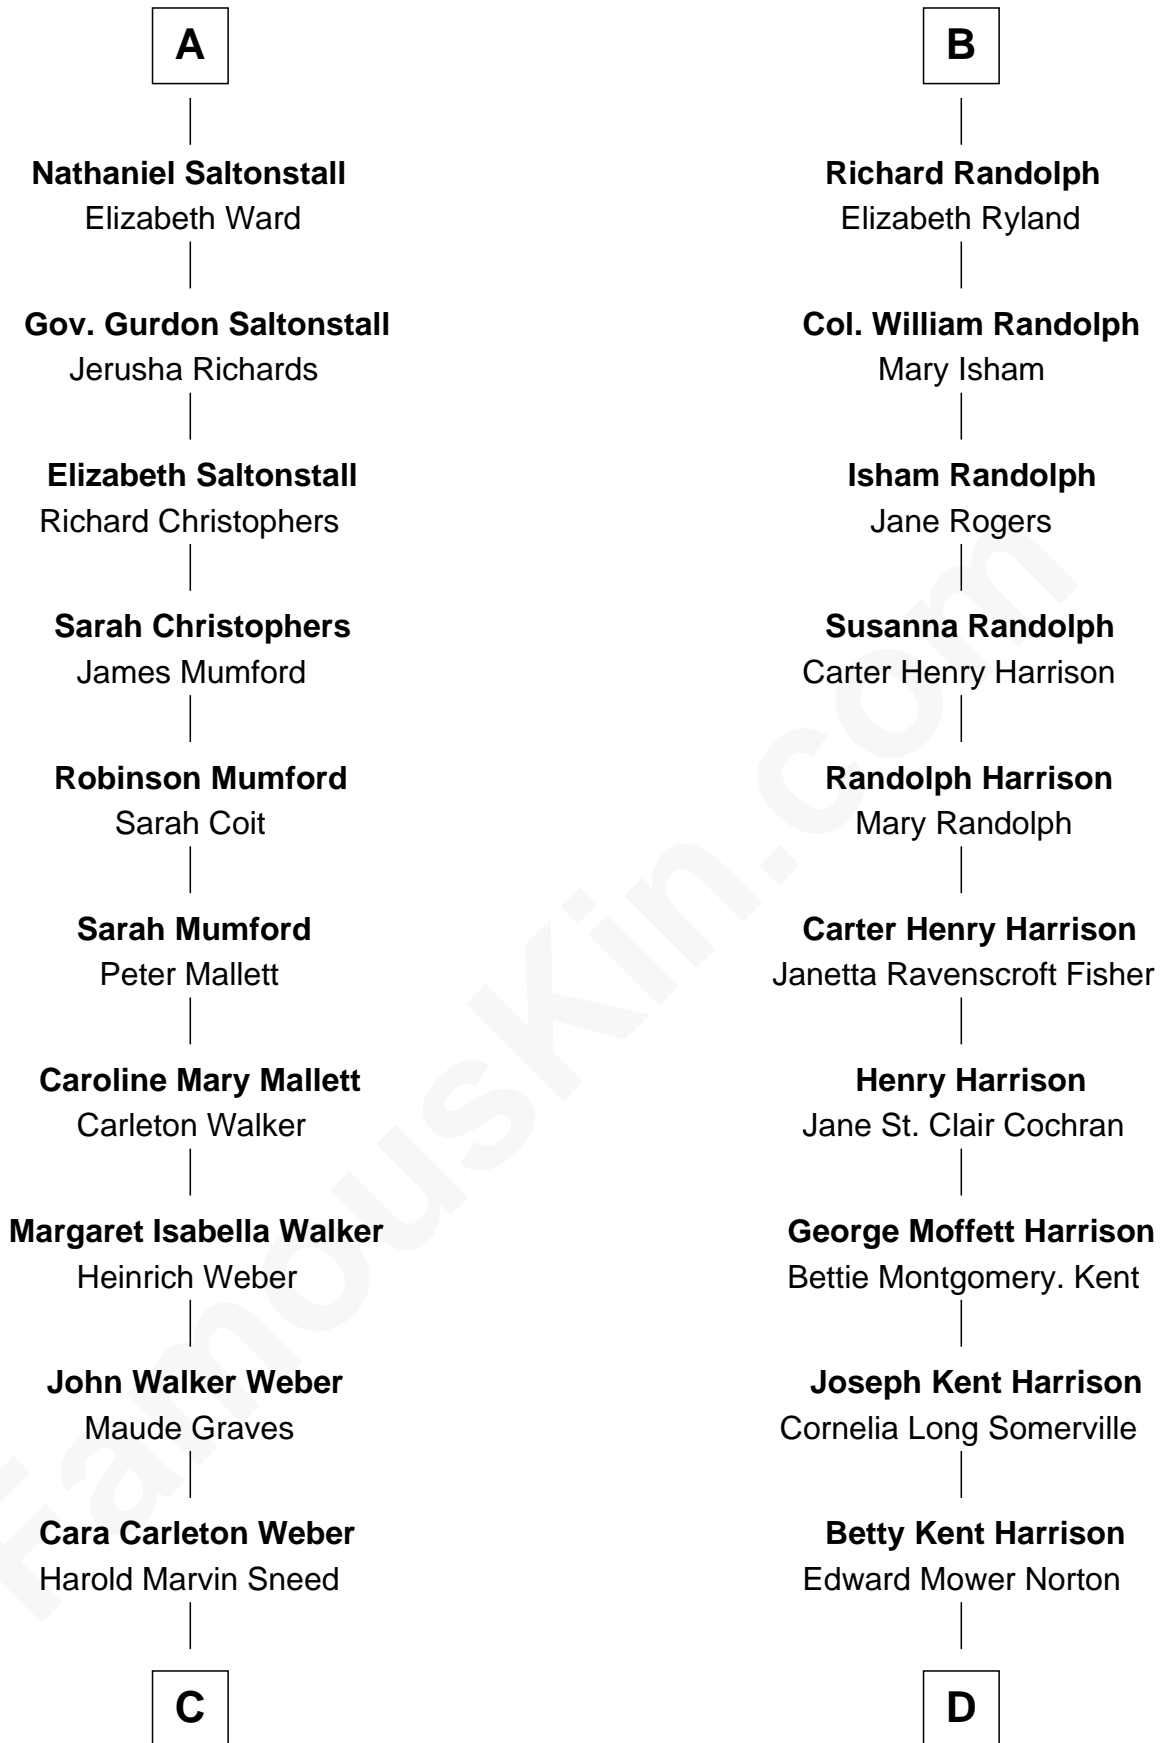 A
Nathaniel Saltonstall
Elizabeth Ward
Gov. Gurdon Saltonstall
Jerusha Richards
Elizabeth Saltonstall
Richard Christophers
Sarah Christophers
James Mumford
Robinson Mumford
Sarah Coit
Sarah Mumford
Peter Mallett
Caroline Mary Mallett
Carleton Walker
Margaret Isabella Walker
Heinrich Weber
John Walker Weber
Maude Graves
Cara Carleton Weber
Harold Marvin Sneed
C
B
Richard Randolph
Elizabeth Ryland
Col. William Randolph
Mary Isham
Isham Randolph
Jane Rogers
Susanna Randolph
Carter Henry Harrison
Randolph Harrison
Mary Randolph
Carter Henry Harrison
Janetta Ravenscroft Fisher
Henry Harrison
Jane St. Clair Cochran
George Moffett Harrison
Bettie Montgomery. Kent
Joseph Kent Harrison
Cornelia Long Somerville
Betty Kent Harrison
Edward Mower Norton
D
FamousKin.com